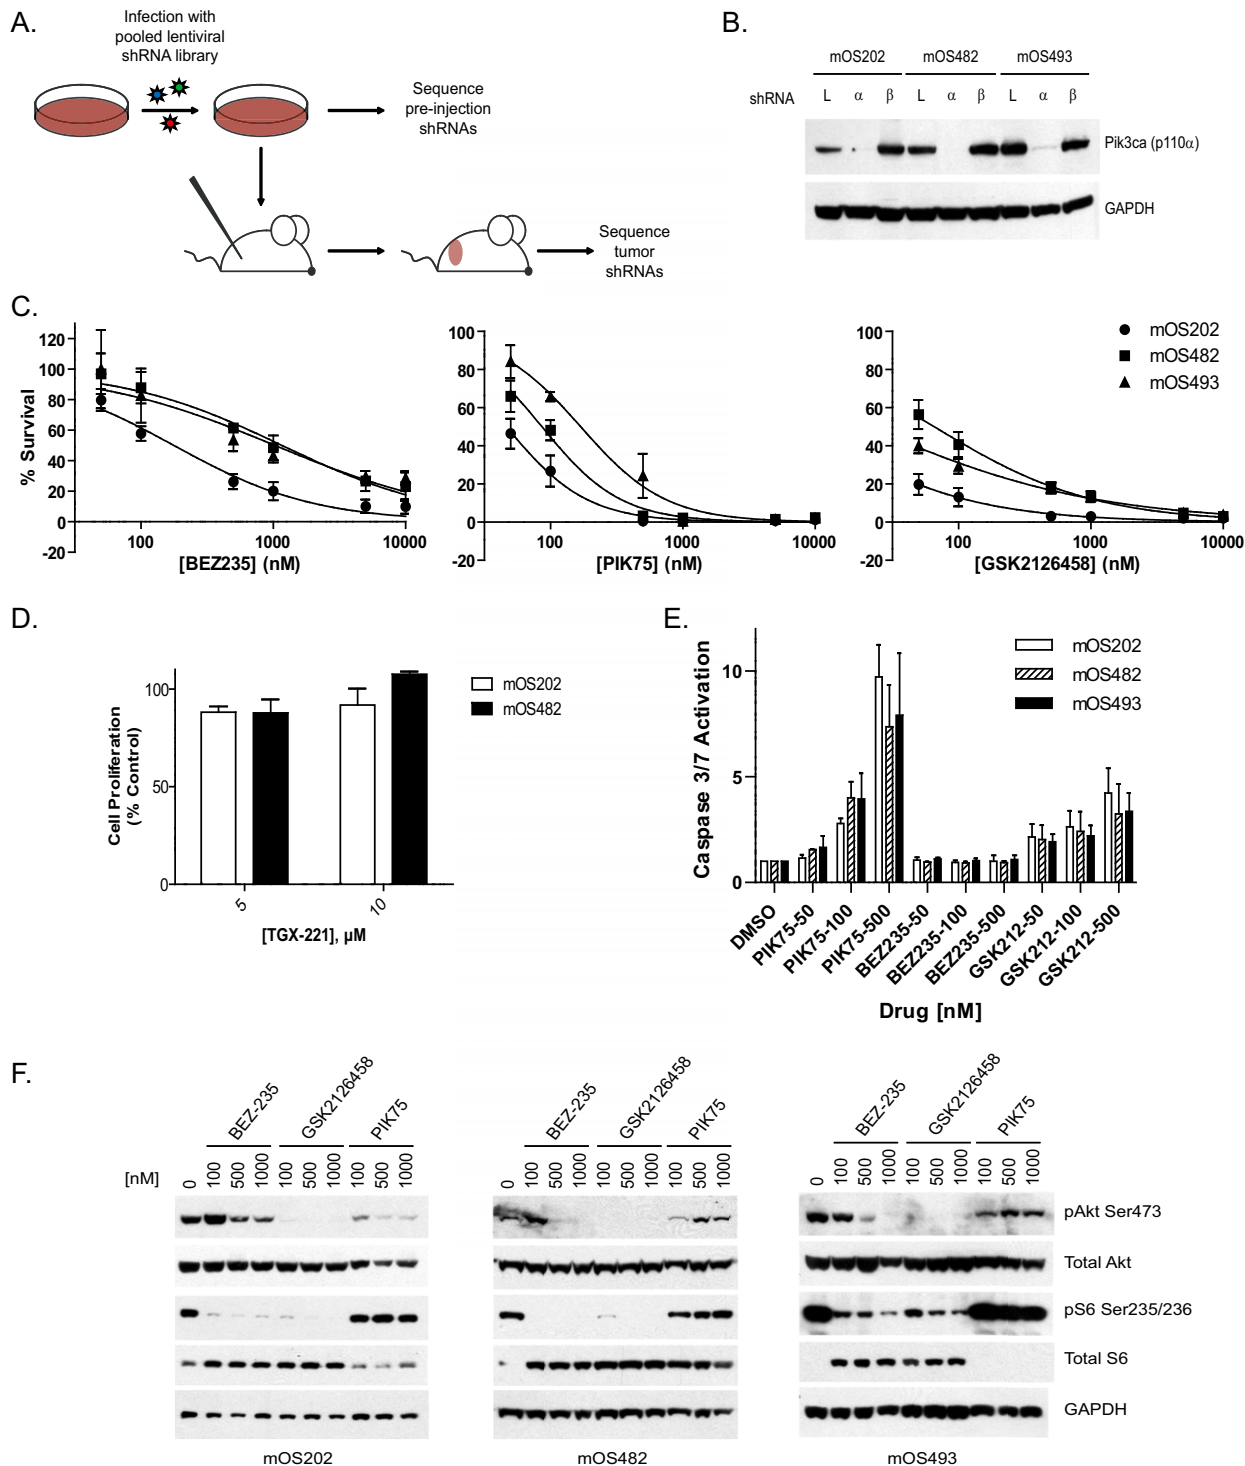 A.
Infection with
pooled lentiviral
shRNA library
Sequence
pre-injection
shRNAs
Sequence
tumor
shRNAs
B.
mOS202 mOS482 mOS493
shRNA L α β L α β L α β
Pik3ca (p110α)
GAPDH
C.
% Survival
120
100
80
60
40
20
0
-20
100 1000 10000
[BEZ235] (nM)
100
80
60
40
20
0
-20
100 1000 10000
[PIK75] (nM)
100
80
60
40
20
0
-20
100 1000 10000
[GSK2126458] (nM)
mOS202
mOS482
mOS493
D.
Cell Proliferation
(% Control)
100
50
0
5 10
[TGX-221], μM
mOS202
mOS482
E.
Caspase 3/7 Activation
10
5
0
mOS202
mOS482
mOS493
DMSO
PIK75-50
PIK75-100
PIK75-500
BEZ235-50
BEZ235-100
BEZ235-500
GSK212-50
GSK212-100
GSK212-500
Drug [nM]
F.
BEZ-235 GSK2126458 PIK75
[nM] 0 100 500 1000 100 500 1000 100 500 1000
mOS202
BEZ-235 GSK2126458 PIK75
0 100 500 1000 100 500 1000 100 500 1000
mOS482
BEZ-235 GSK2126458 PIK75
0 100 500 1000 100 500 1000 100 5000 1000
pAkt Ser473
Total Akt
pS6 Ser235/236
Total S6
GAPDH
mOS493